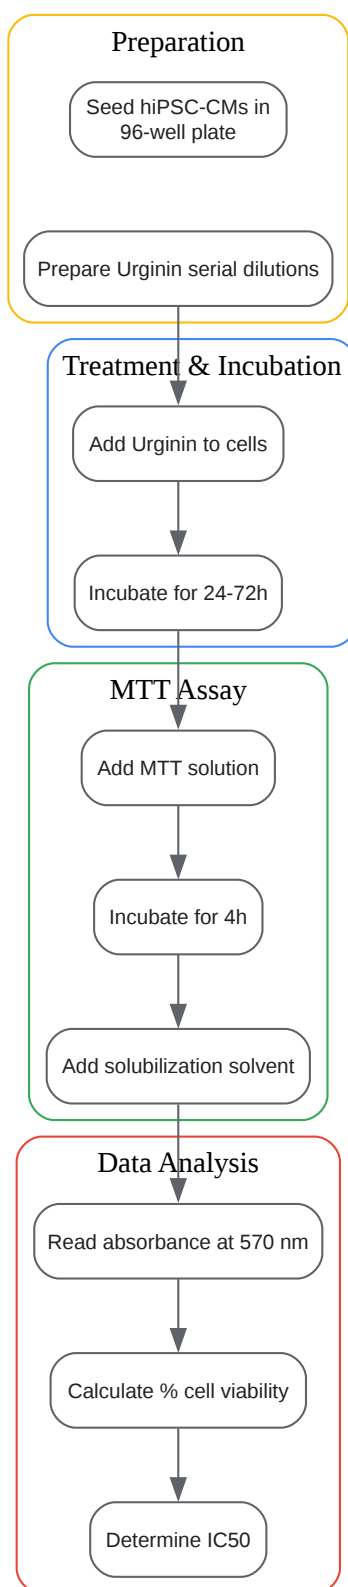 Preparation
Seed hiPSC-CMs in
96-well plate
Prepare Urginin serial dilutions
Treatment & Incubation
Add Urginin to cells
Incubate for 24-72h
MTT Assay
Add MTT solution
Incubate for 4h
Add solubilization solvent
Data Analysis
Read absorbance at 570 nm
Calculate % cell viability
Determine IC50